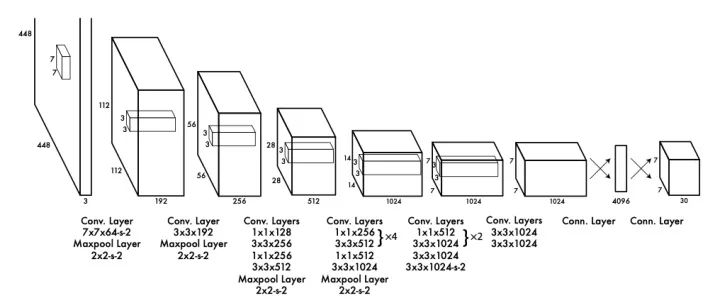 448
7
7
448
3
112
3
3
112
192
56
3
3
56
256
28
3
3
28
512
14
3
3
14
1024
7
3
3
7
1024
7
7
1024
4096
7
7
30
Conv. Layer
7x7x64-s-2
Maxpool Layer
2x2-s-2
Conv. Layer
3x3x192
Maxpool Layer
2x2-s-2
Conv. Layers
1x1x128
3x3x256
1x1x256
3x3x512
Maxpool Layer
2x2-s-2
Conv. Layers
1x1x256
3x3x512
}×4
1x1x512
3x3x1024
Maxpool Layer
2x2-s-2
Conv. Layers
1x1x512
3x3x1024
}×2
3x3x1024
3x3x1024-s-2
Conv. Layers
3x3x1024
3x3x1024
Conn. Layer
Conn. Layer